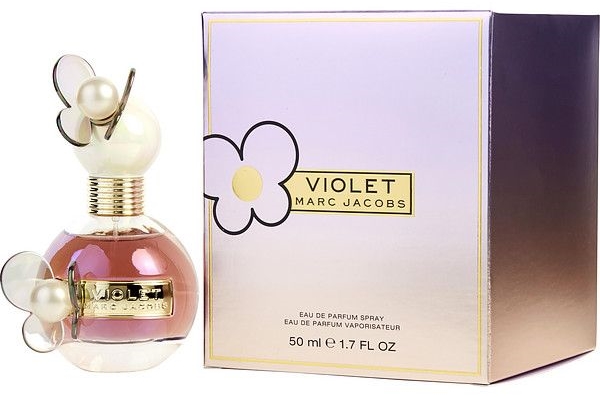 VIOLET
MARC JACOBS
VIOLET
MARC JACOBS
EAU DE PARFUM SPRAY
EAU DE PARFUM VAPORISATEUR
50 ml ℮ 1.7 FL OZ